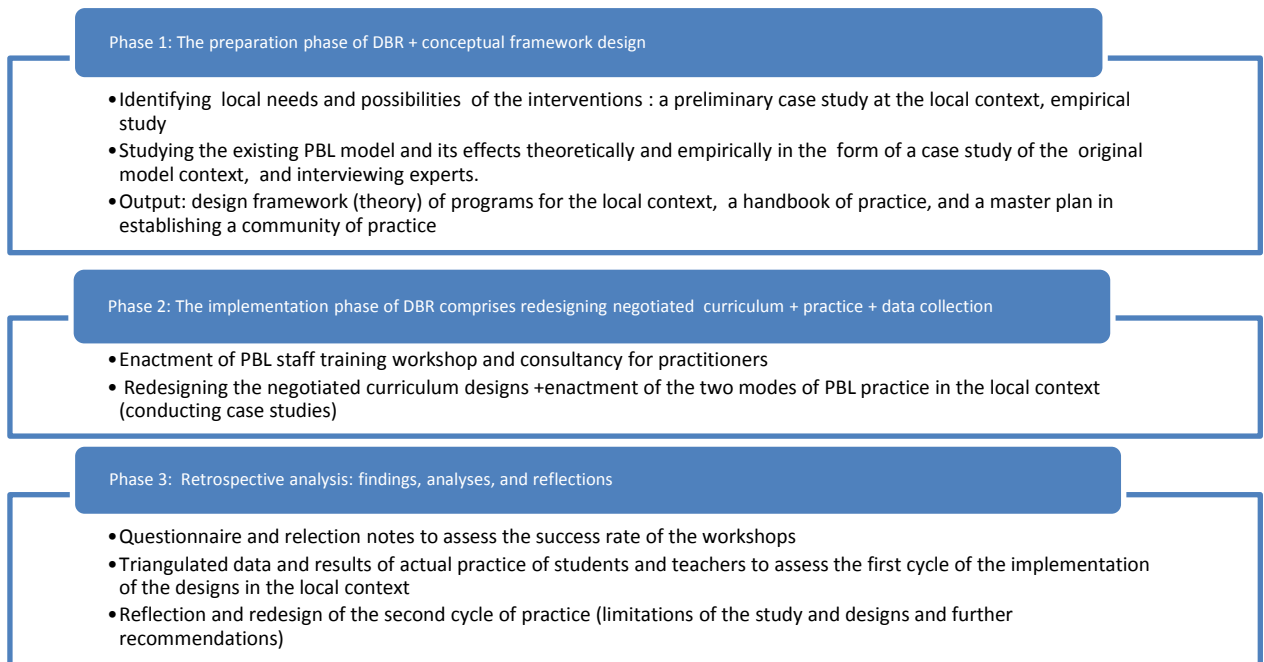 Phase 1: The preparation phase of DBR + conceptual framework design
•Identifying local needs and possibilities of the interventions : a preliminary case study at the local context, empirical
study
•Studying the existing PBL model and its effects theoretically and empirically in the form of a case study of the original
model context, and interviewing experts.
•Output: design framework (theory) of programs for the local context, a handbook of practice, and a master plan in
establishing a community of practice
Phase 2: The implementation phase of DBR comprises redesigning negotiated curriculum + practice + data collection
•Enactment of PBL staff training workshop and consultancy for practitioners
• Redesigning the negotiated curriculum designs +enactment of the two modes of PBL practice in the local context
(conducting case studies)
Phase 3: Retrospective analysis: findings, analyses, and reflections
•Questionnaire and relection notes to assess the success rate of the workshops
•Triangulated data and results of actual practice of students and teachers to assess the first cycle of the implementation
of the designs in the local context
•Reflection and redesign of the second cycle of practice (limitations of the study and designs and further
recommendations)